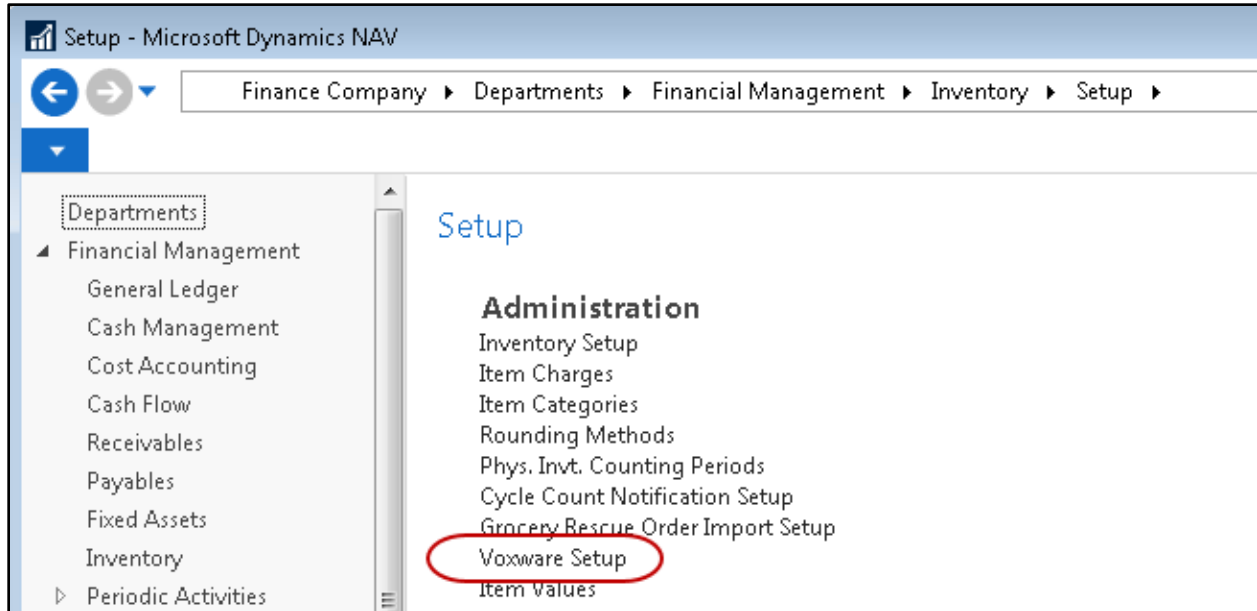 Setup - Microsoft Dynamics NAV
Finance Company Departments Financial Management Inventory Setup
Departments
Financial Management
General Ledger
Cash Management
Cost Accounting
Cash Flow
Receivables
Payables
Fixed Assets
Inventory
Periodic Activities
Setup
Administration
Inventory Setup
Item Charges
Item Categories
Rounding Methods
Phys. Invt. Counting Periods
Cycle Count Notification Setup
Grocery Rescue Order Import Setup
Voxware Setup
Item Values